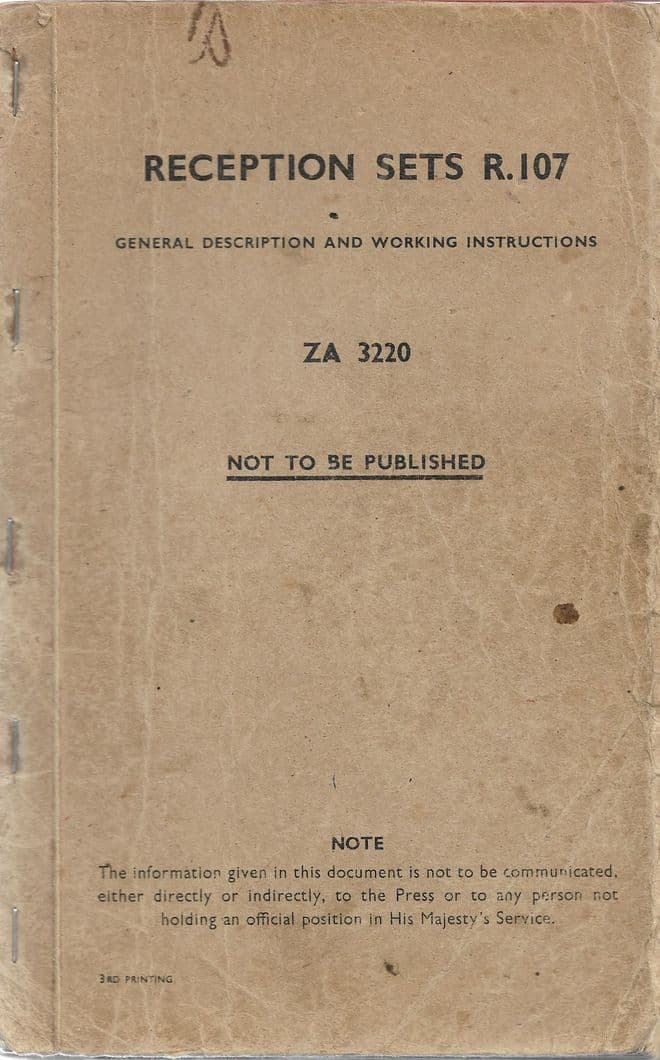 RECEPTION SETS R.107
GENERAL DESCRIPTION AND WORKING INSTRUCTIONS
ZA 3220
NOT TO BE PUBLISHED
NOTE
The information given in this document is not to be communicated,
either directly or indirectly, to the Press or to any person not
holding an official position in His Majesty's Service.
3RD PRINTING